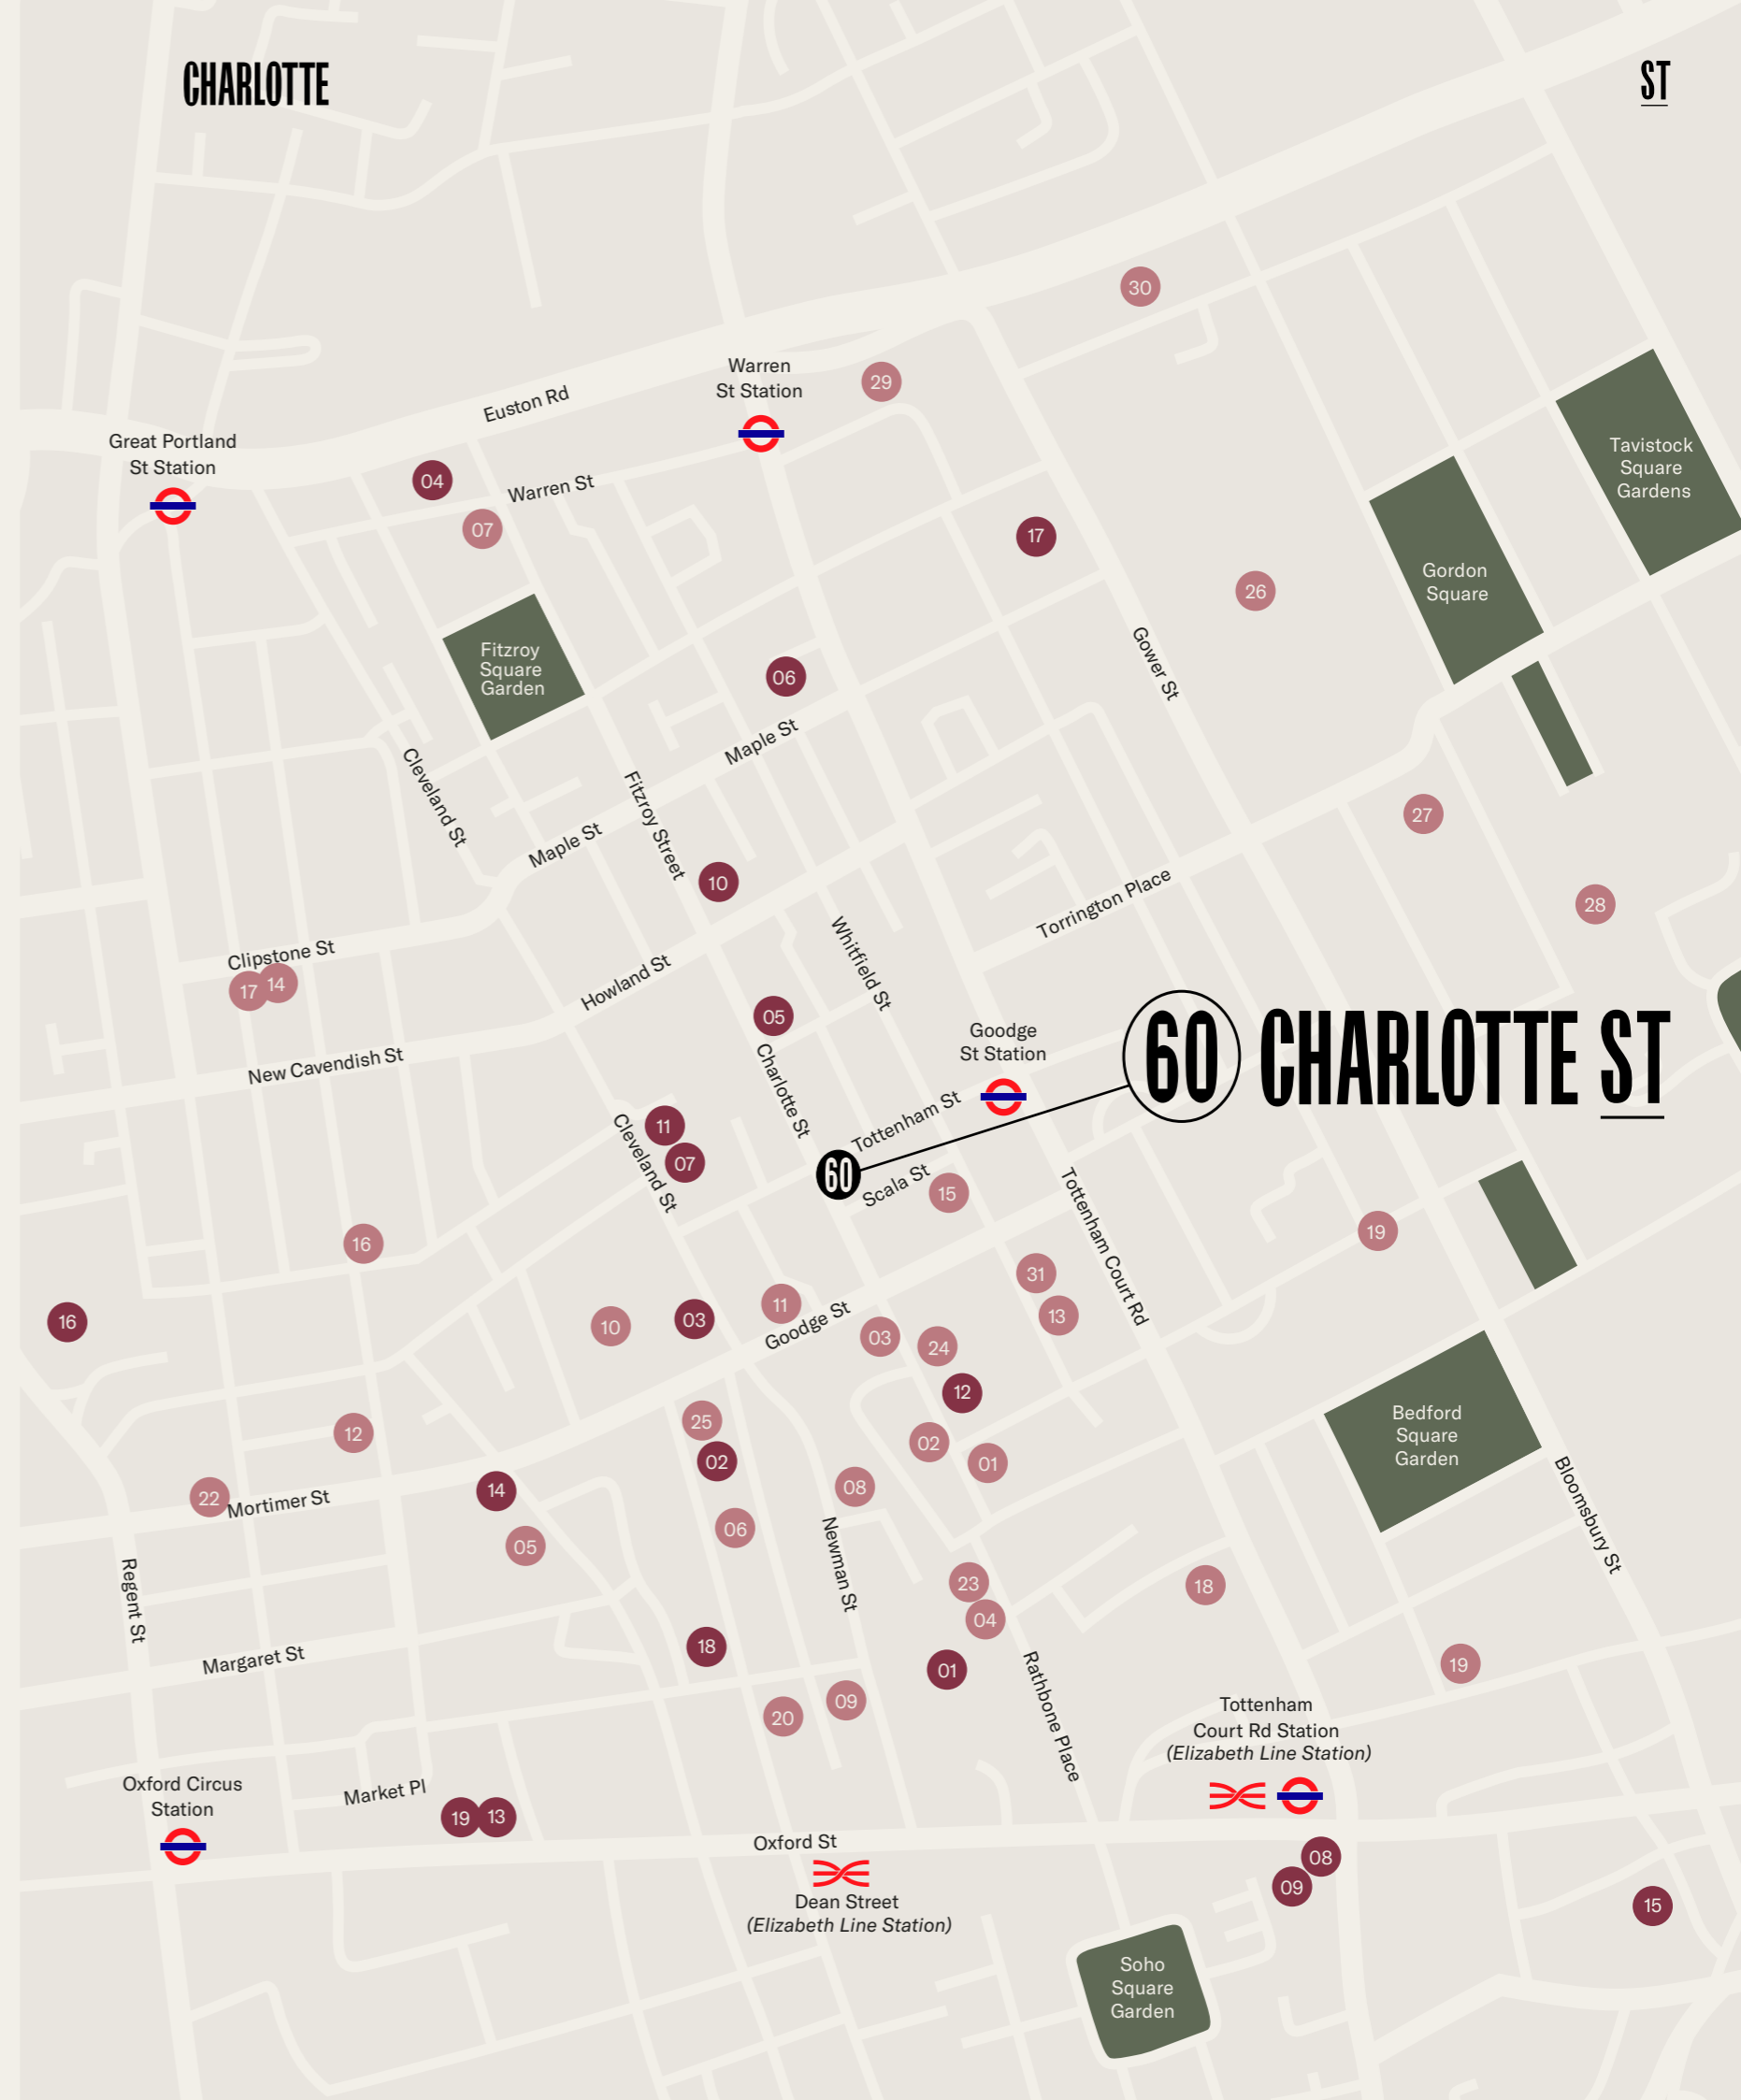 CHARLOTTE
ST
30
Warren
St Station
29
Euston Rd
Great Portland
St Station
04
Warren St
07
Tavistock
Square
Gardens
17
Gordon
Square
26
Fitzroy
Square
Garden
06
Gower St
Maple St
Cleveland St
Fitzroy Street
Maple St
27
10
28
Torrington Place
Whitfield St
Clipstone St
17
14
Howland St
05
Goodge
St Station
60 CHARLOTTE ST
New Cavendish St
Charlotte St
Tottenham St
11
07
Cleveland St
60
Scala St
15
Tottenham Court Rd
16
19
31
13
16
10
03
11
Goodge St
03
24
12
25
12
02
02
01
Bedford
Square
Garden
22
Mortimer St
14
08
Bloomsbury St
05
06
Newman St
Regent St
23
18
04
Margaret St
18
01
19
Rathbone Place
09
20
Tottenham
Court Rd Station
(Elizabeth Line Station)
Oxford Circus
Station
Market Pl
19
13
Oxford St
Dean Street
(Elizabeth Line Station)
08
09
15
Soho
Square
Garden